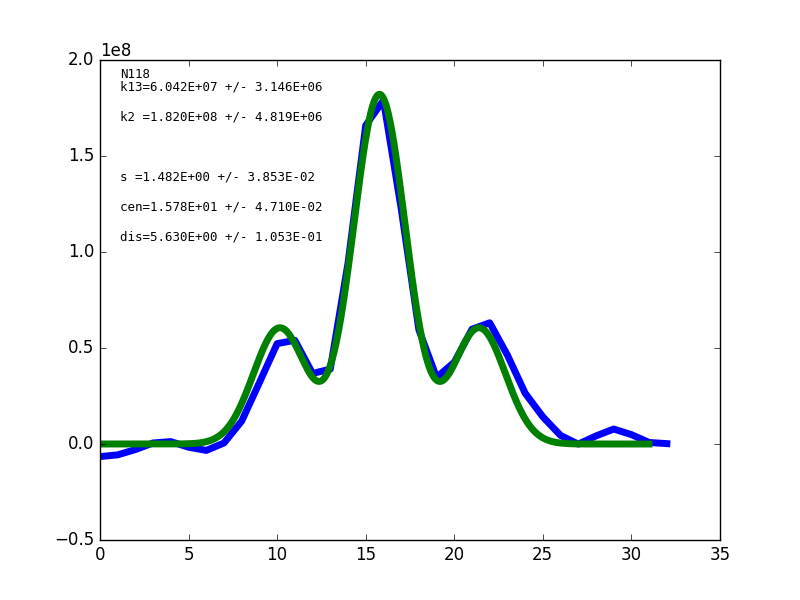 1e8
2.0
N118
k13=6.042E+07 +/- 3.146E+06
k2 =1.820E+08 +/- 4.819E+06
1.5
s =1.482E+00 +/- 3.853E-02
cen=1.578E+01 +/- 4.710E-02
dis=5.630E+00 +/- 1.053E-01
1.0
0.5
0.0
−0.5
0 5 10 15 20 25 30 35